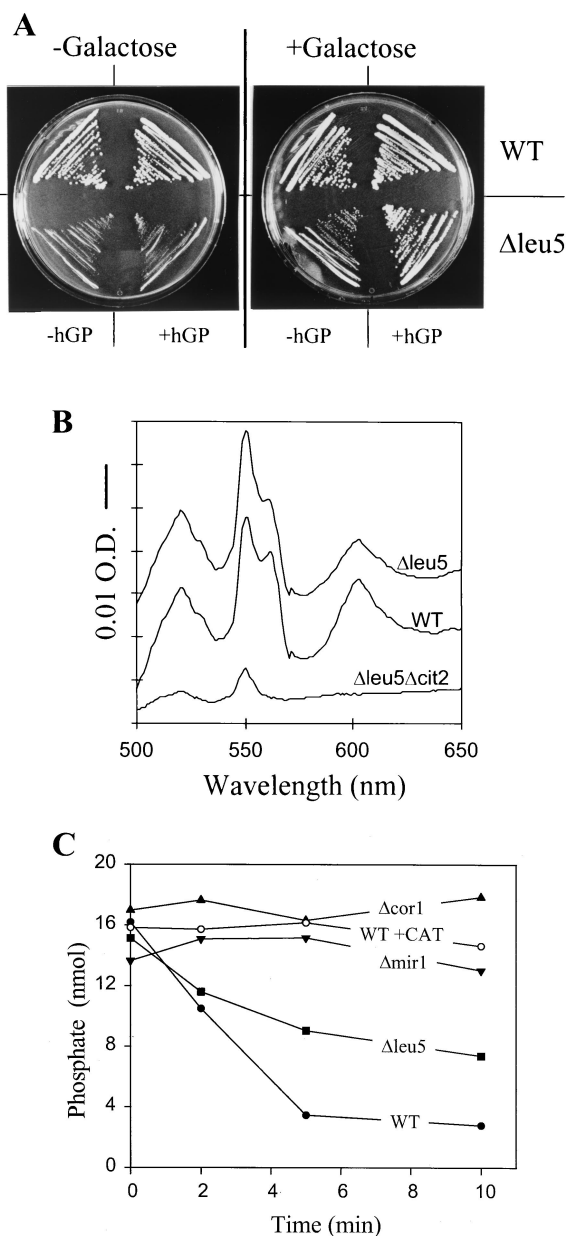 A
-Galactose
+Galactose
WT
Δleu5
-hGP
+hGP
-hGP
+hGP
B
0.01 O.D.
Δleu5
WT
Δleu5Δcit2
500
550
600
650
Wavelength (nm)
C
20
16
12
8
4
0
Phosphate (nmol)
Δcor1
WT +CAT
Δmir1
Δleu5
WT
0
2
4
6
8
10
Time (min)